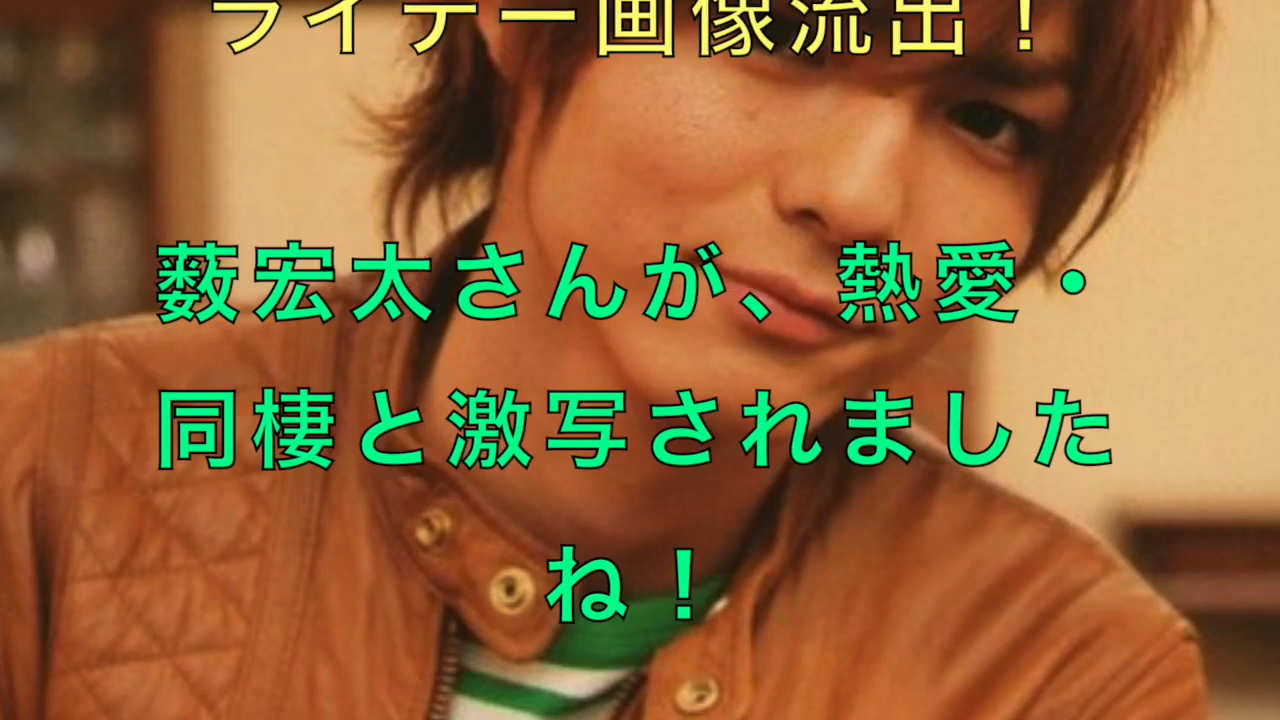 ライデー画像流出！
薮宏太さんが、熱愛・
同棲と激写されました
ね！